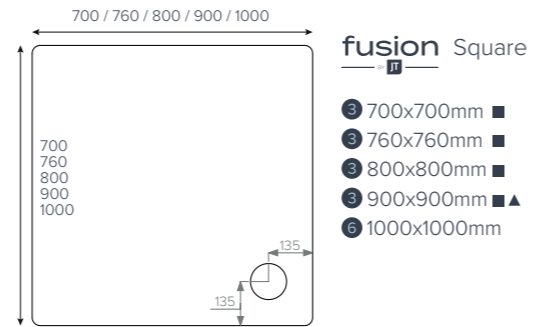 700 / 760 / 800 / 900 / 1000
fusion Square
BY JT
3 700x700mm
3 760x760mm
3 800x800mm
3 900x900mm
6 1000x1000mm
700
760
800
900
1000
135
135